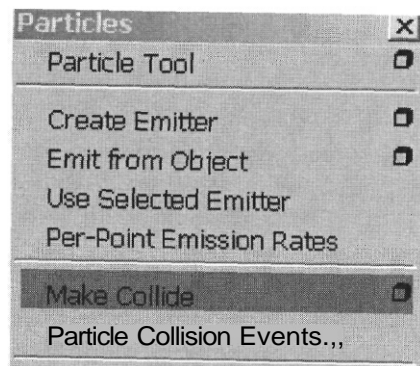 Particles
Particle Tool
Create Emitter
Emit from Object
Use Selected Emitter
Per-Point Emission Rates
Make Collide
Particle Collision Events.,,